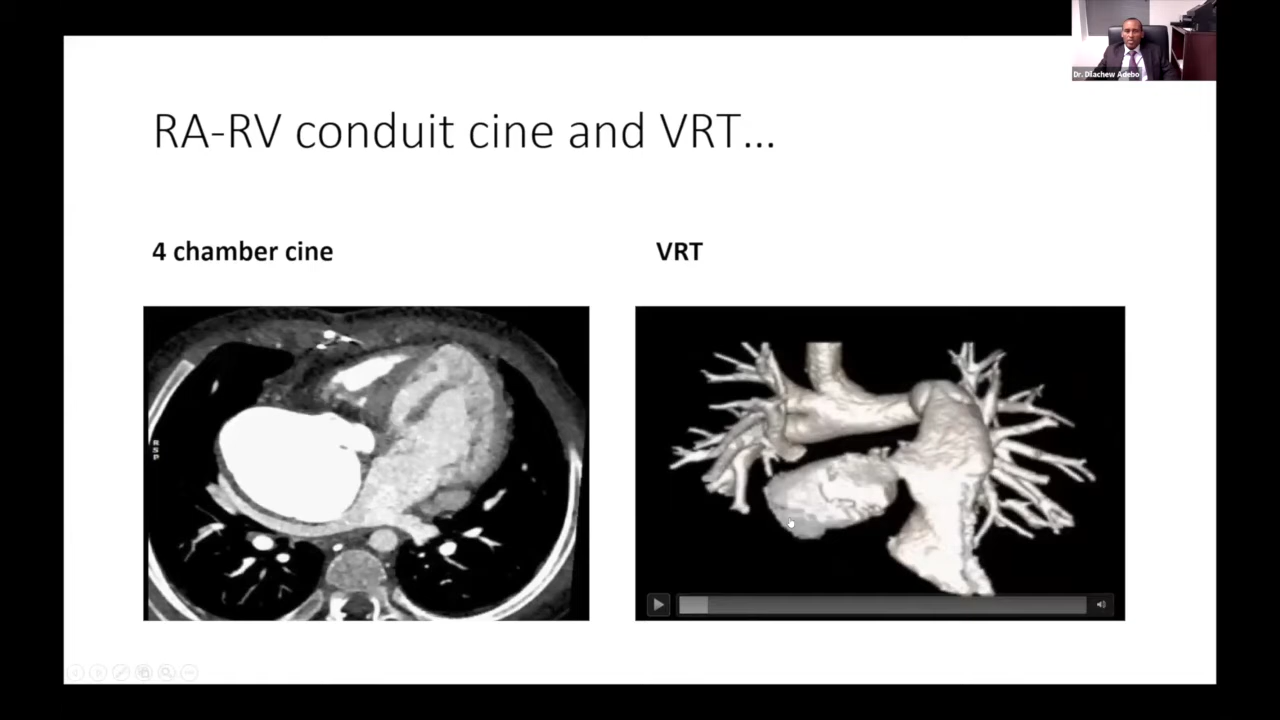 Dr. Dilachew Adebo
RA-RV conduit cine and VRT...
4 chamber cine
VRT
R
S
P